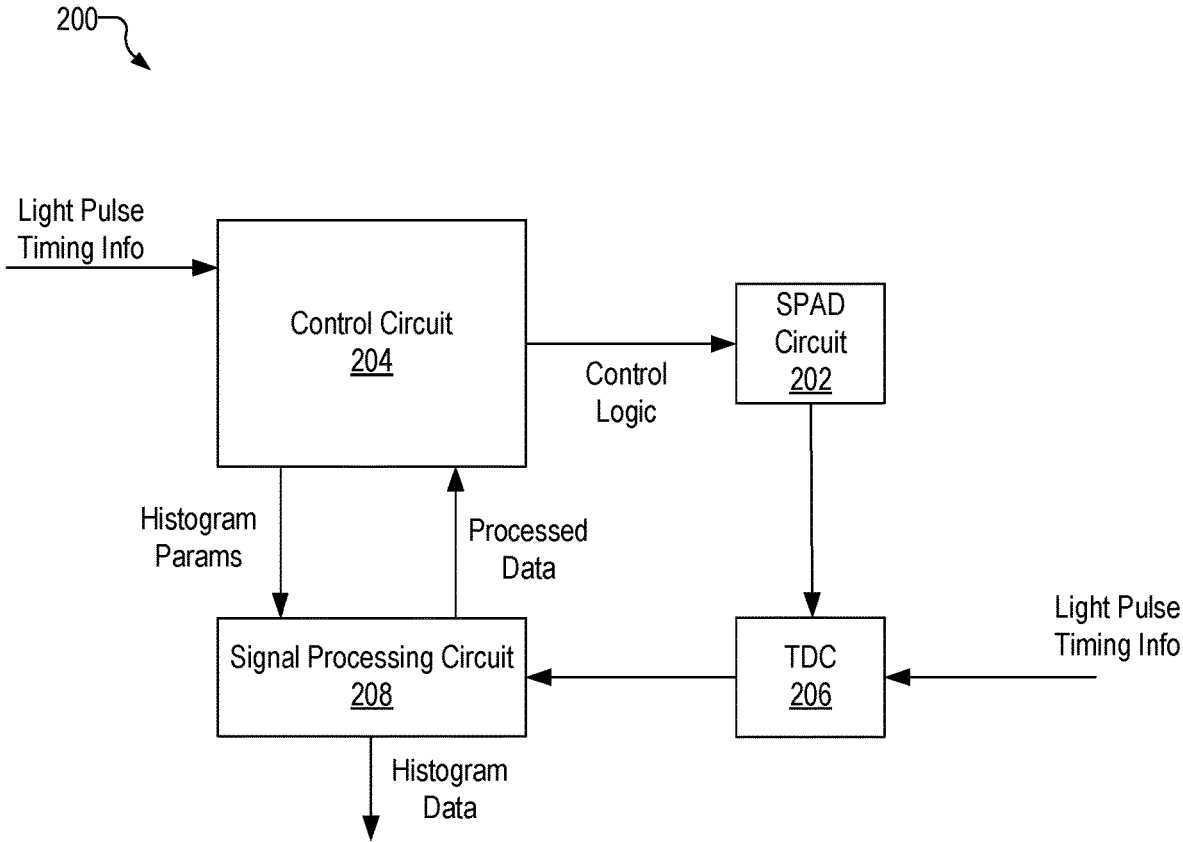 200
Light Pulse
Timing Info
Control Circuit
204
Control
Logic
SPAD
Circuit
202
Histogram
Params
Processed
Data
Signal Processing Circuit
208
TDC
206
Light Pulse
Timing Info
Histogram
Data